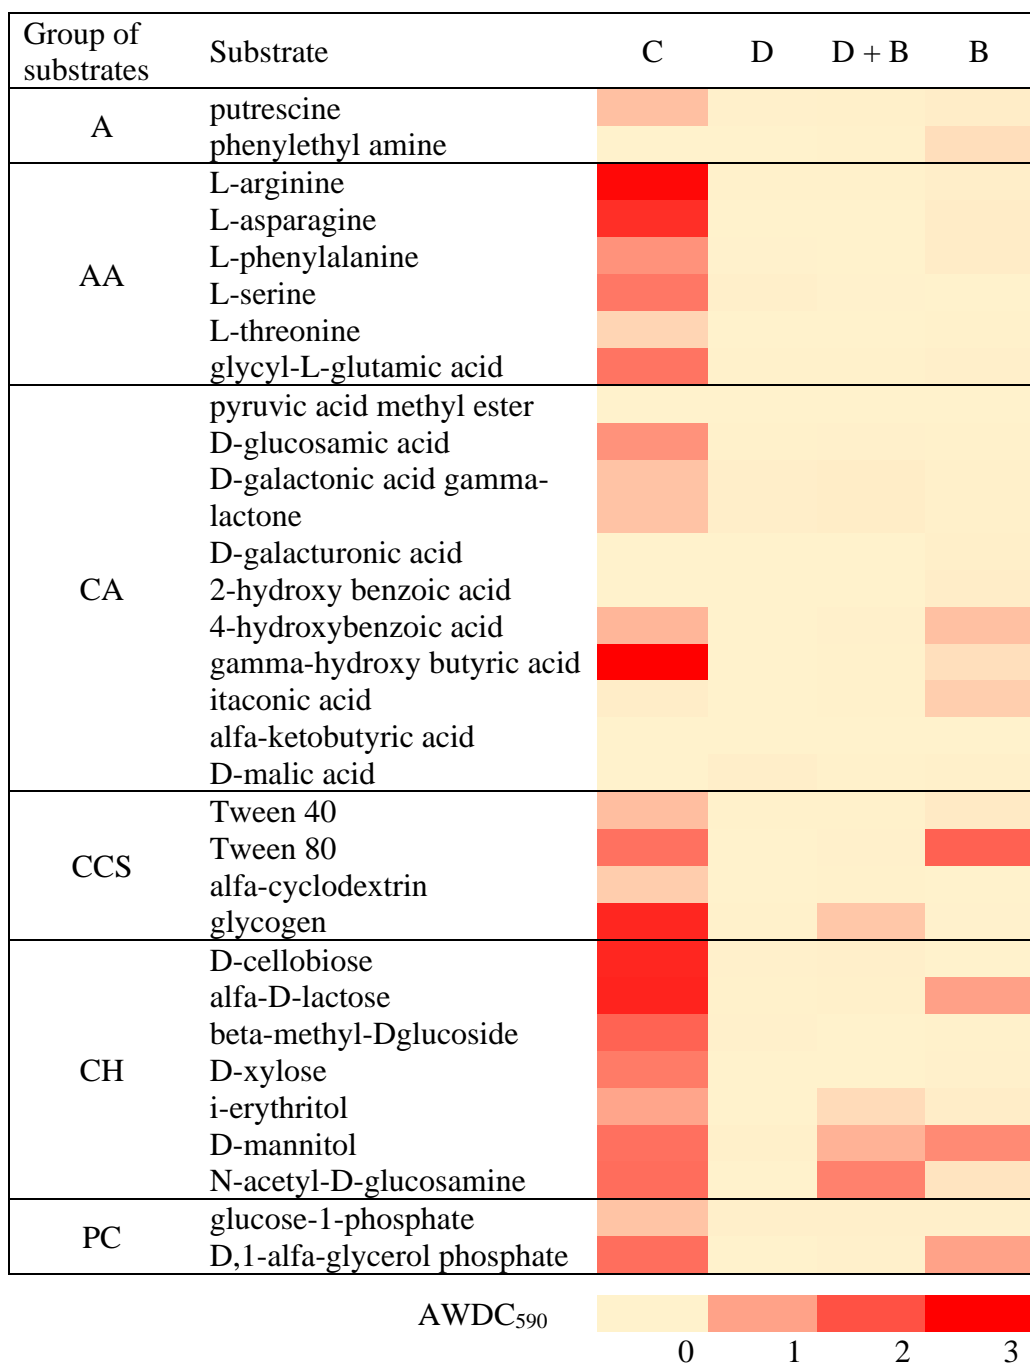 Group of
substrates
Substrate
C
D
D + B
B
A
putrescine
phenylethyl amine
AA
L-arginine
L-asparagine
L-phenylalanine
L-serine
L-threonine
glycyl-L-glutamic acid
CA
pyruvic acid methyl ester
D-glucosamic acid
D-galactonic acid gamma-
lactone
D-galacturonic acid
2-hydroxy benzoic acid
4-hydroxybenzoic acid
gamma-hydroxy butyric acid
itaconic acid
alfa-ketobutyric acid
D-malic acid
CCS
Tween 40
Tween 80
alfa-cyclodextrin
glycogen
CH
D-cellobiose
alfa-D-lactose
beta-methyl-Dglucoside
D-xylose
i-erythritol
D-mannitol
N-acetyl-D-glucosamine
PC
glucose-1-phosphate
D,1-alfa-glycerol phosphate
AWDC₅₉₀
0 1 2 3